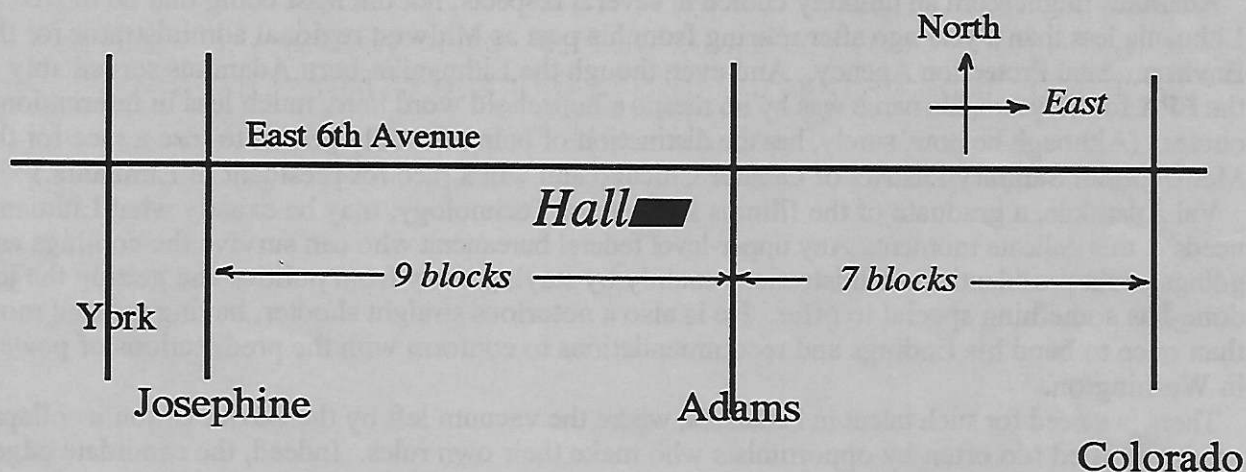 North
East
East 6th Avenue
Hall
9 blocks
7 blocks
York
Josephine
Adams
Colorado